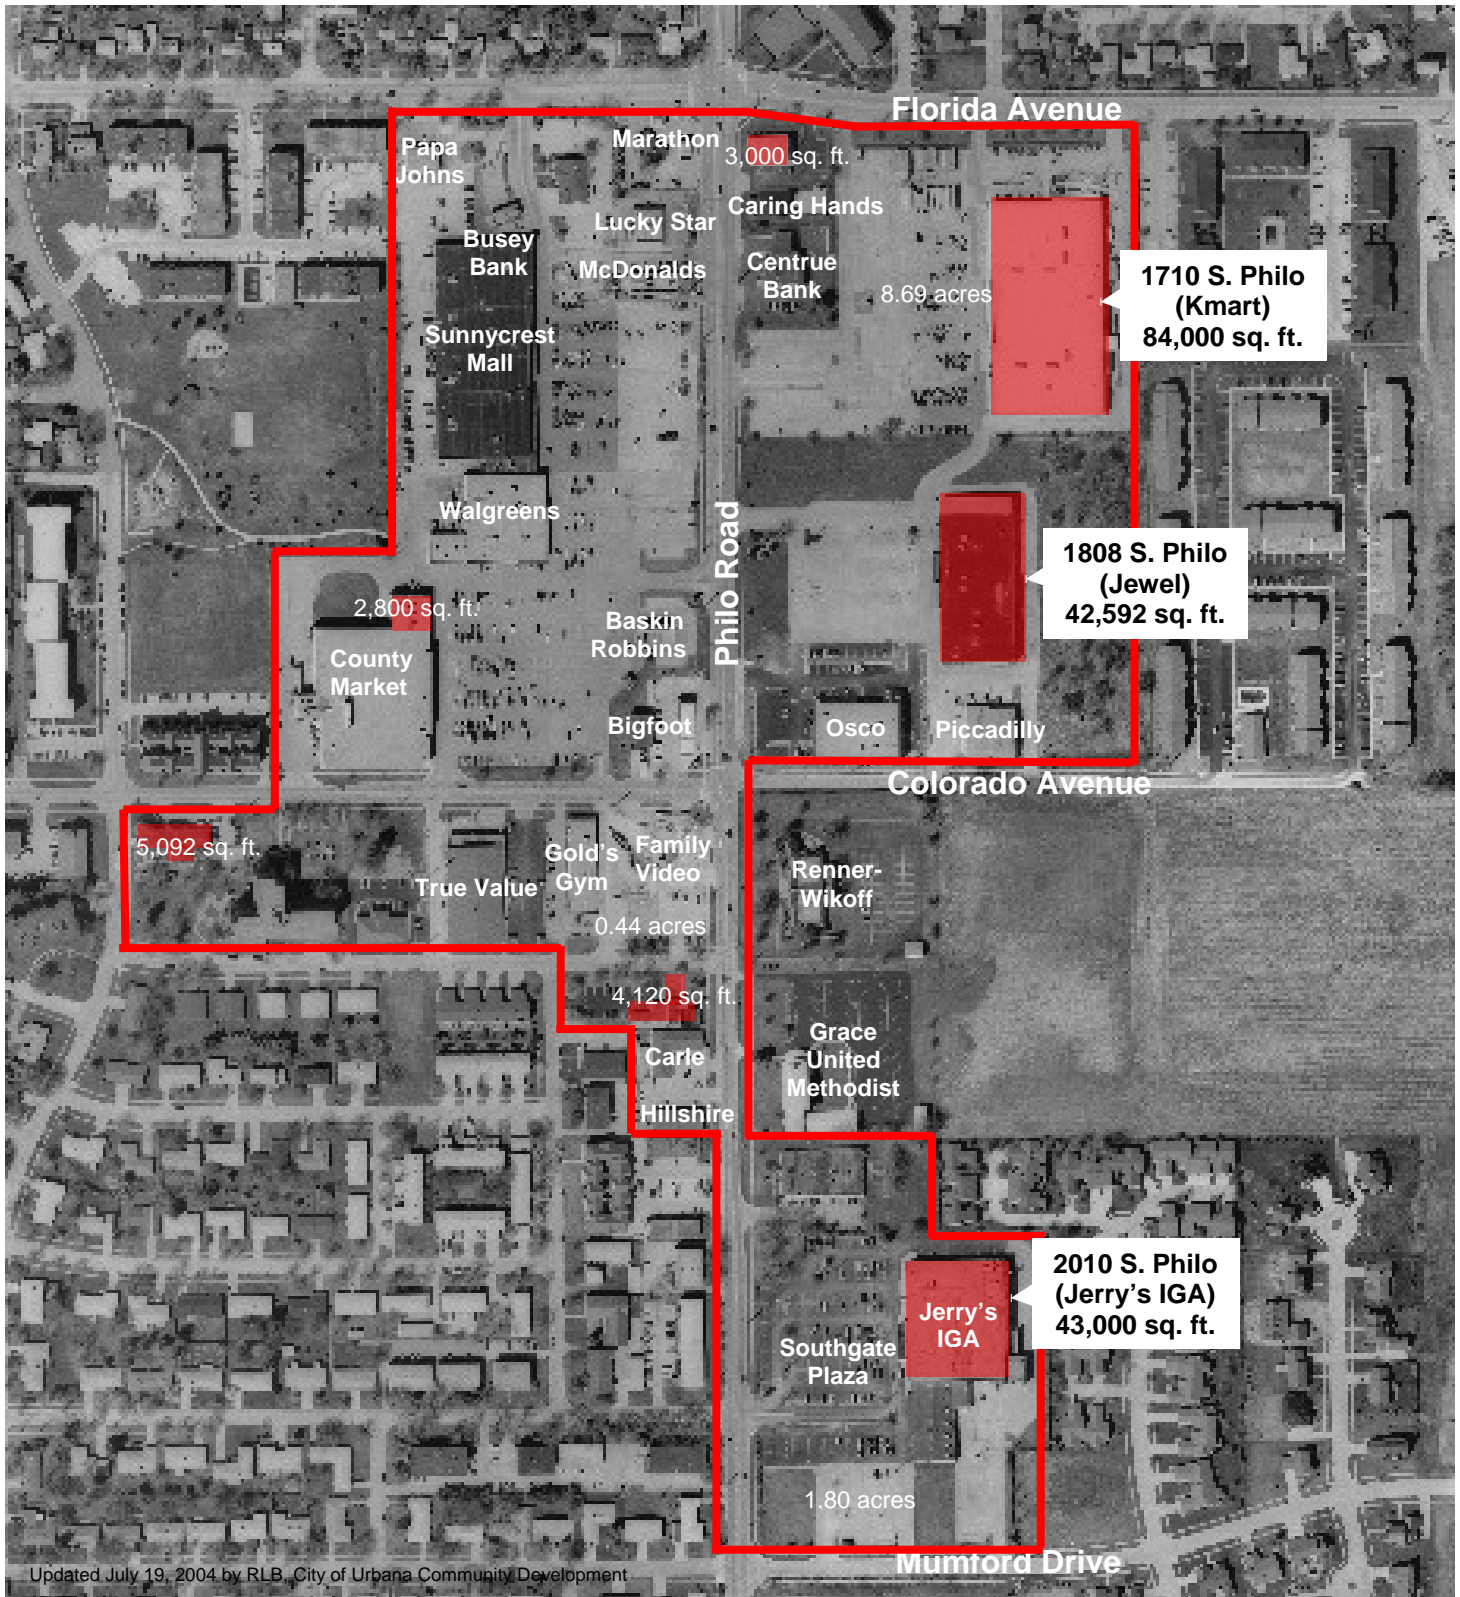 Florida Avenue
Marathon
Papa
Johns
3,000 sq. ft.
Caring Hands
Lucky Star
Busey
Bank
McDonalds
Centrue
Bank
8.69 acres
1710 S. Philo
(Kmart)
84,000 sq. ft.
Sunnycrest
Mall
Walgreens
Philo Road
1808 S. Philo
(Jewel)
42,592 sq. ft.
2,800 sq. ft.
Baskin
Robbins
County
Market
Bigfoot
Osco
Piccadilly
Colorado Avenue
5,092 sq. ft.
True Value
Gold's
Gym
Family
Video
Renner-
Wikoff
0.44 acres
4,120 sq. ft.
Carle
Grace
United
Methodist
Hillshire
2010 S. Philo
(Jerry's IGA)
43,000 sq. ft.
Jerry's
IGA
Southgate
Plaza
1.80 acres
Mumford Drive
Updated July 19, 2004 by RLB, City of Urbana Community Development